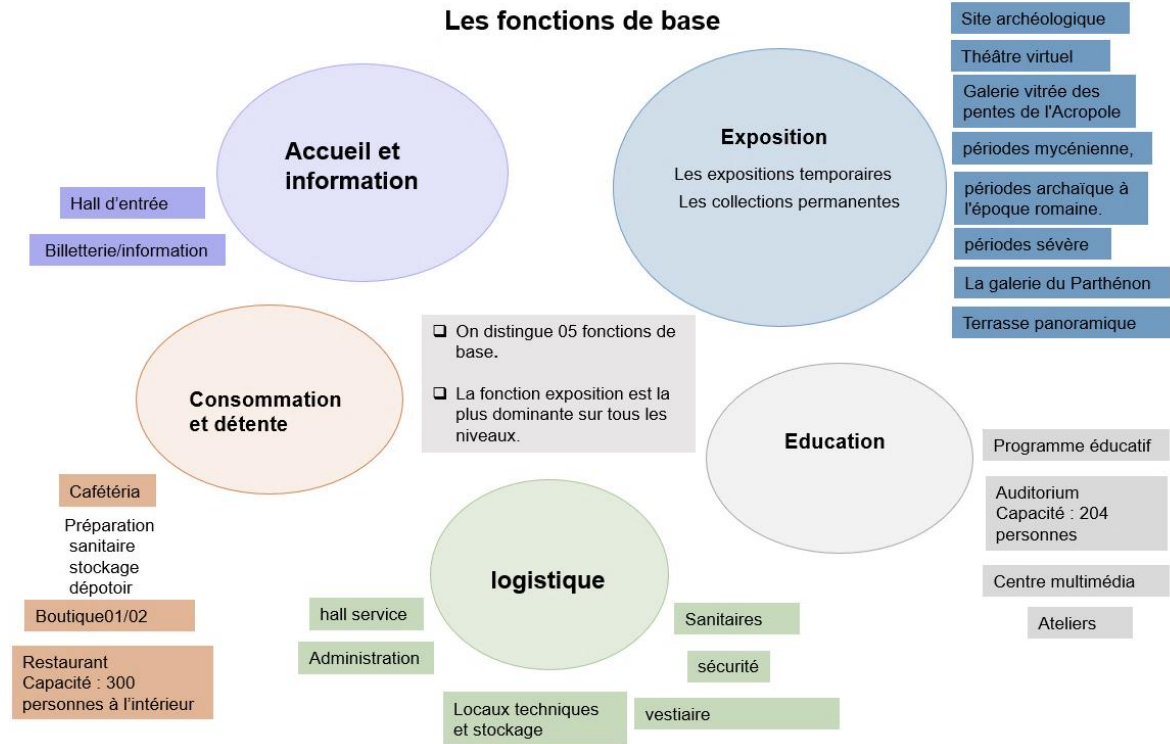 Les fonctions de base
Accueil et
information
Hall d'entrée
Billetterie/information
Exposition
Les expositions temporaires
Les collections permanentes
Site archéologique
Théâtre virtuel
Galerie vitrée des
pentes de l'Acropole
périodes mycénienne,
périodes archaïque à
l'époque romaine.
périodes sévère
La galerie du Parthénon
Terrasse panoramique
On distingue 05 fonctions de
base.
La fonction exposition est la
plus dominante sur tous les
niveaux.
Consommation
et détente
Cafétéria
Préparation
sanitaire
stockage
dépotoir
Boutique01/02
Restaurant
Capacité : 300
personnes à l'intérieur
Education
Programme éducatif
Auditorium
Capacité : 204
personnes
Centre multimédia
Ateliers
logistique
hall service
Administration
Locaux techniques
et stockage
Sanitaires
sécurité
vestiaire